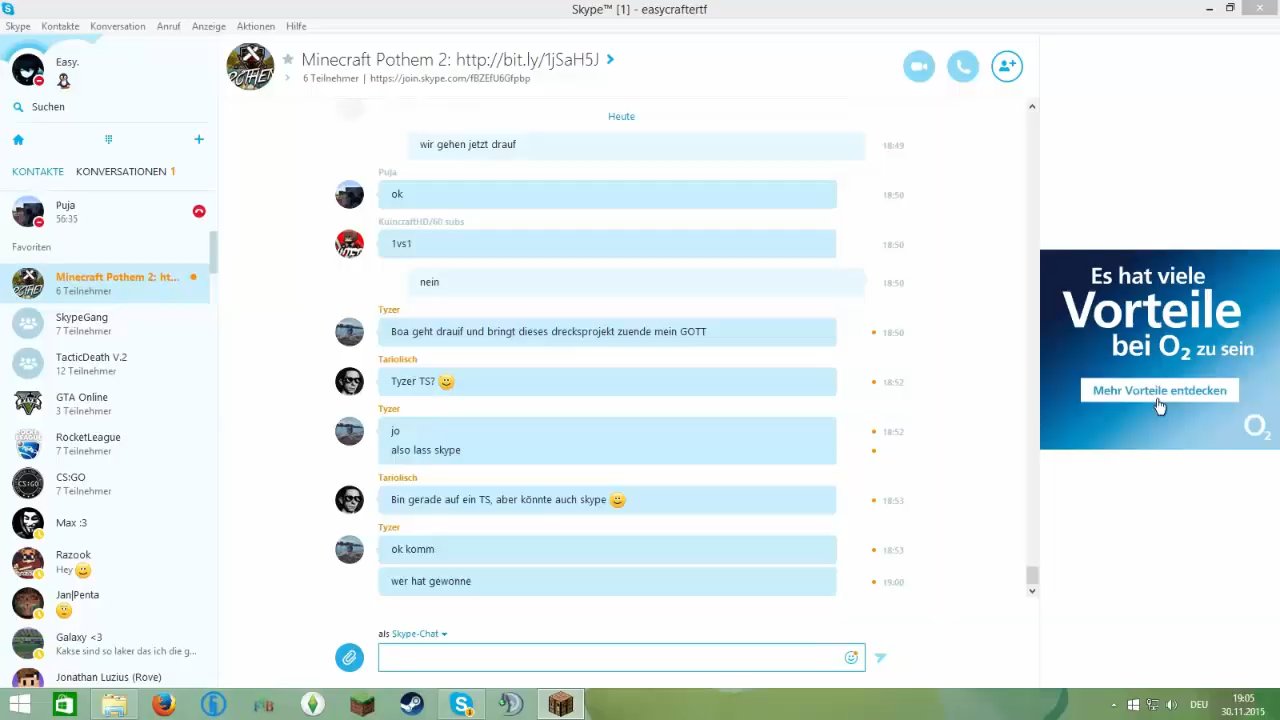 Skype™ [1] - easycraftertf
Skype Kontakte Konversation Anruf Anzeige Aktionen Hilfe
Easy.
Suchen
KONTAKTE KONVERSATIONEN 1
Puja
56:35
Favoriten
Minecraft Pothem 2: ht...
6 Teilnehmer
SkypeGang
7 Teilnehmer
TacticDeath V.2
12 Teilnehmer
GTA Online
3 Teilnehmer
RocketLeague
7 Teilnehmer
CS:GO
7 Teilnehmer
Max :3
Razook
Hey
Jan|Penta
Galaxy <3
Kakse sind so laker das ich die g...
Jonathan Luzius (Rove)
Minecraft Pothem 2: http://bit.ly/1jSaH5J
6 Teilnehmer | https://join.skype.com/fBZEfU6Gfpbp
Heute
wir gehen jetzt drauf 18:49
Puja
ok 18:50
KuincraftHD/60 subs
1vs1 18:50
nein 18:50
Tyzer
Boa geht drauif und bringt dieses drecksprojekt zuende mein GOTT 18:50
Tariolisch
Tyzer TS? 18:52
Tyzer
jo 18:52
also lass skype
Tariolisch
Bin gerade auf ein TS, aber könnte auch skype 18:53
Tyzer
ok komm 18:53
wer hat gewonne 19:00
als Skype-Chat
Es hat viele
Vorteile
bei O2 zu sein
Mehr Vorteile entdecken
O2
DEU
19:05
30.11.2015